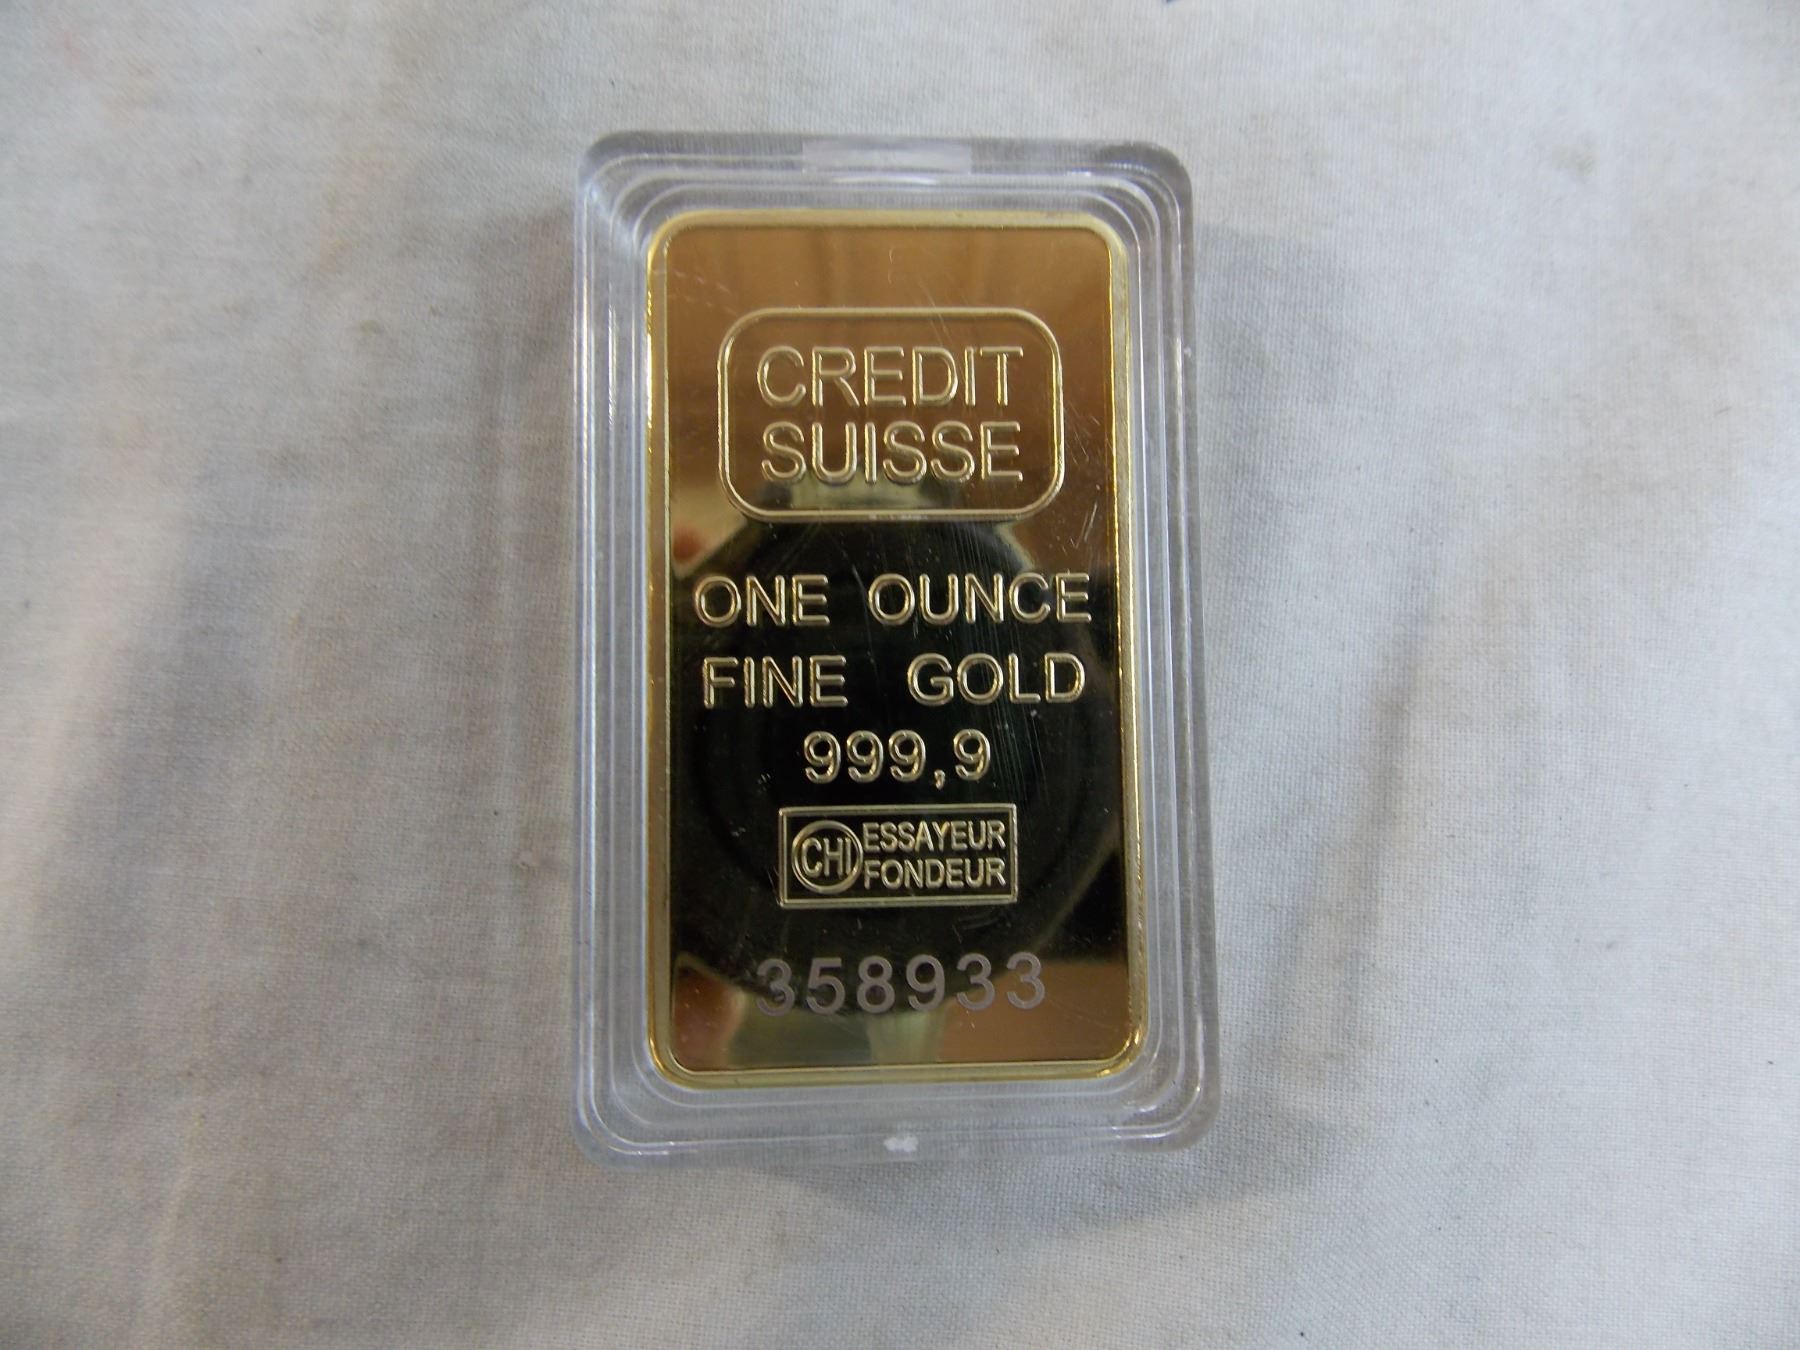 CREDIT
SUISSE
ONE OUNCE
FINE GOLD
999,9
CHI ESSAYEUR
FONDEUR
358933